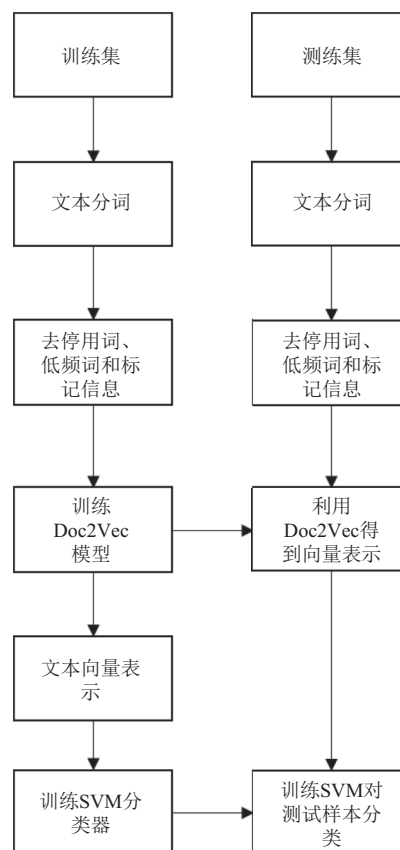 训练集
测练集
文本分词
文本分词
去停用词、
低频词和标
记信息
去停用词、
低频词和标
记信息
训练
Doc2Vec
模型
利用
Doc2Vec得
到向量表示
文本向量表
示
训练SVM分
类器
训练SVM对
测试样本分
类